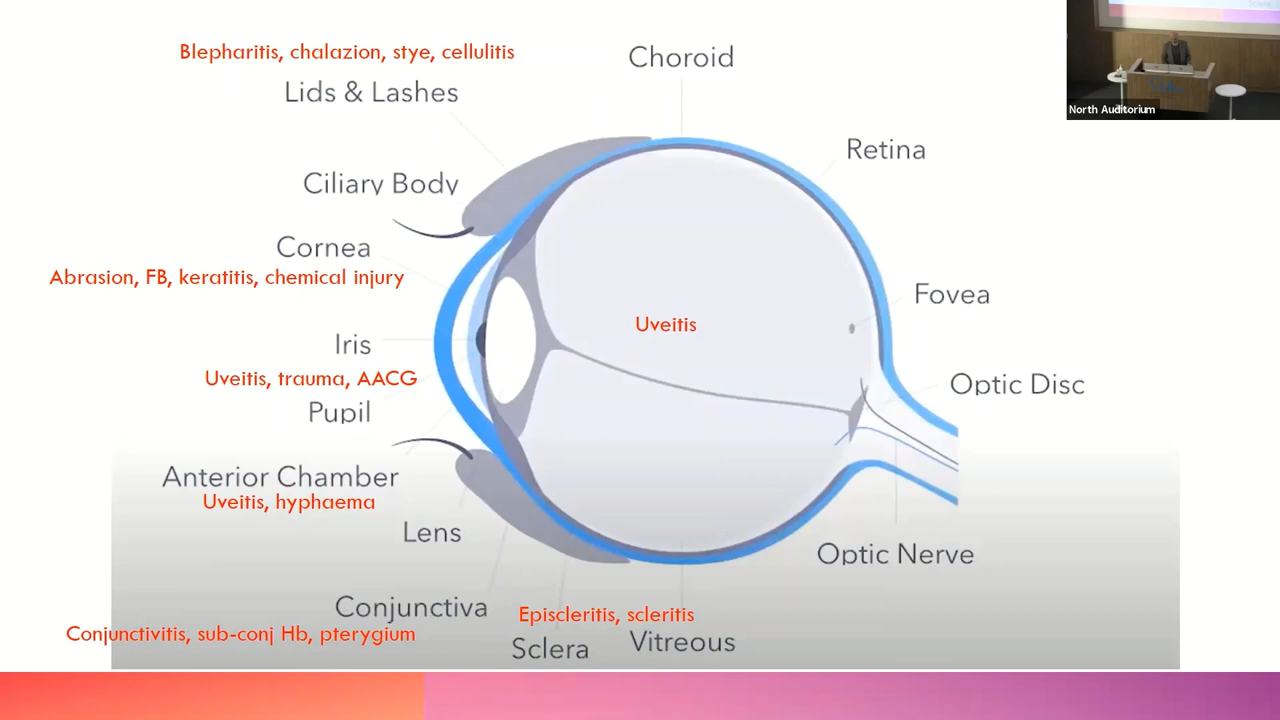 Blepharitis, chalazion, stye, cellulitis
Lids & Lashes
Choroid
Retina
Ciliary Body
Cornea
Abrasion, FB, keratitis, chemical injury
Fovea
Uveitis
Iris
Uveitis, trauma, AACG
Pupil
Optic Disc
Anterior Chamber
Uveitis, hyphaema
Lens
Optic Nerve
Conjunctiva
Conjunctivitis, sub-conj Hb, pterygium
Episcleritis, scleritis
Sclera
Vitreous
North Auditorium